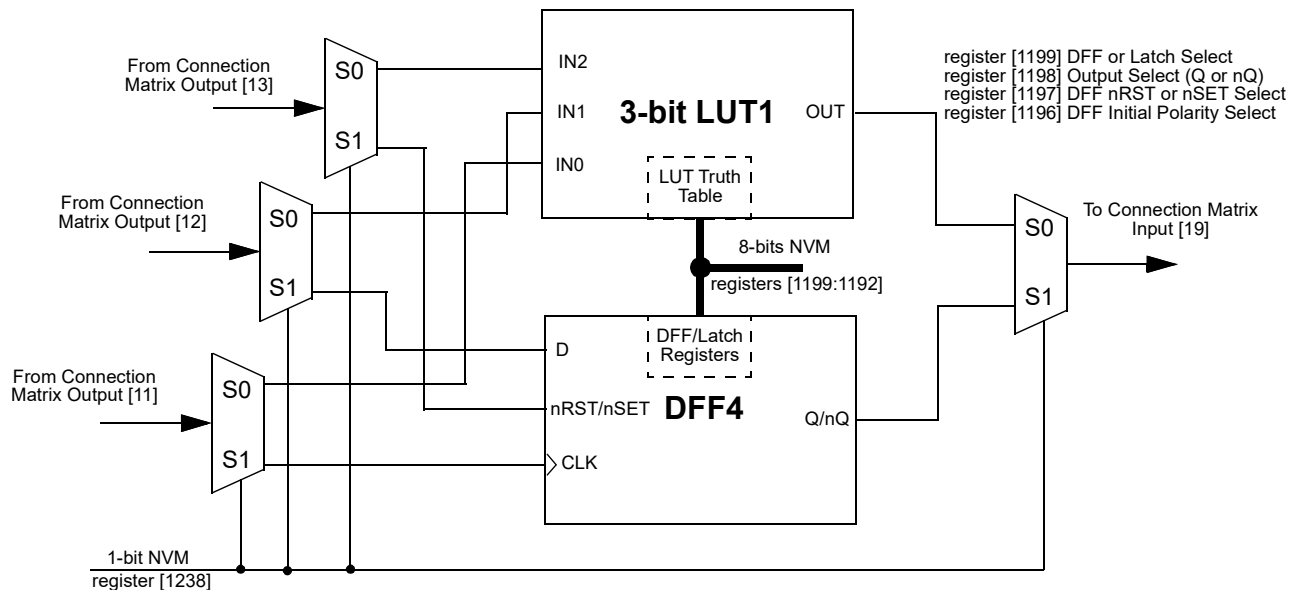 From Connection
Matrix Output [13]
S0
S1
IN2
IN1
IN0
3-bit LUT1
OUT
LUT Truth
Table
register [1199] DFF or Latch Select
register [1198] Output Select (Q or nQ)
register [1197] DFF nRST or nSET Select
register [1196] DFF Initial Polarity Select
From Connection
Matrix Output [12]
S0
S1
8-bits NVM
registers [1199:1192]
To Connection Matrix
Input [19]
S0
S1
From Connection
Matrix Output [11]
S0
S1
D
nRST/nSET
CLK
DFF/Latch
Registers
DFF4
Q/nQ
1-bit NVM
register [1238]